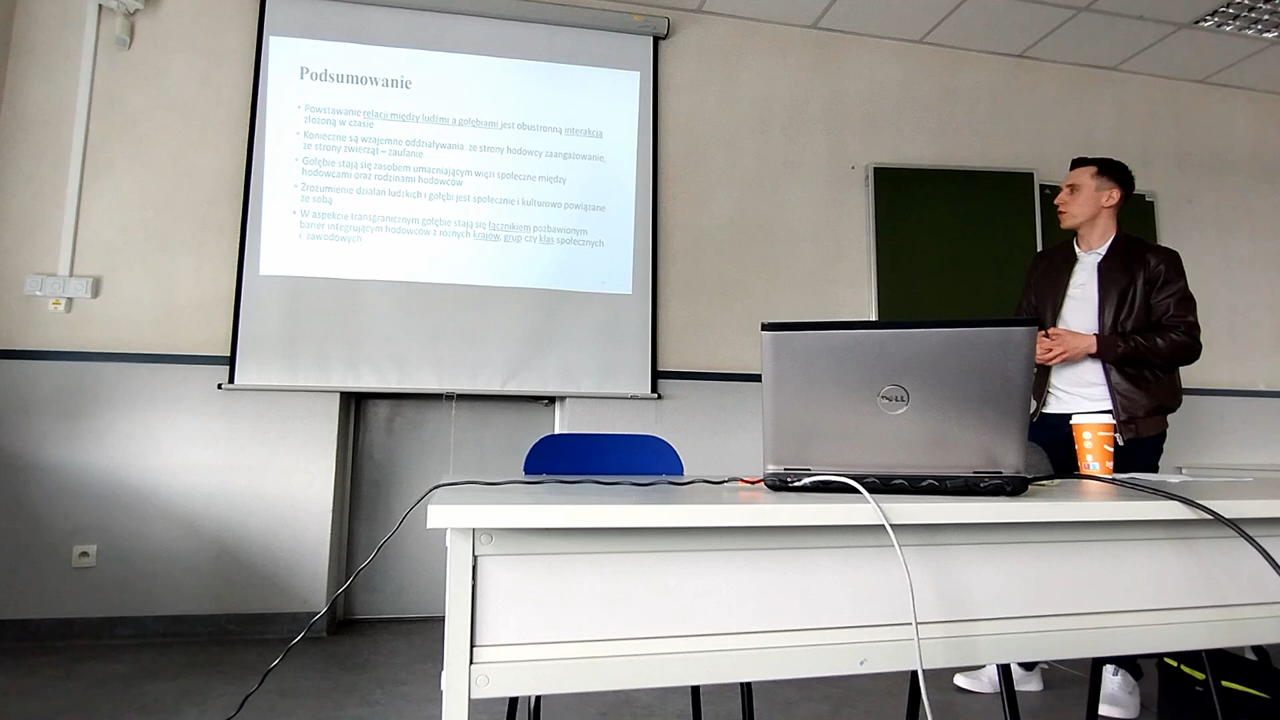 Podsumowanie
• Powstawanie relacji między ludźmi a gołębiami jest obustronną interakcją
złożoną w czasie
• Konieczne są wzajemne oddziaływania: ze strony hodowcy zaangażowanie,
ze strony zwierząt – zaufanie
• Gołębie stają się zasobem umacniającym więzi społeczne między
hodowcami oraz rodzinami hodowców
• Zrozumienie działań ludzkich i gołębi jest społecznie i kulturowo powiązane
ze sobą
• W aspekcie transgranicznym gołębie stają się łącznikiem pozbawionym
barier integrującym hodowców z różnych krajów, grup czy klas społecznych
i zawodowych
DELL